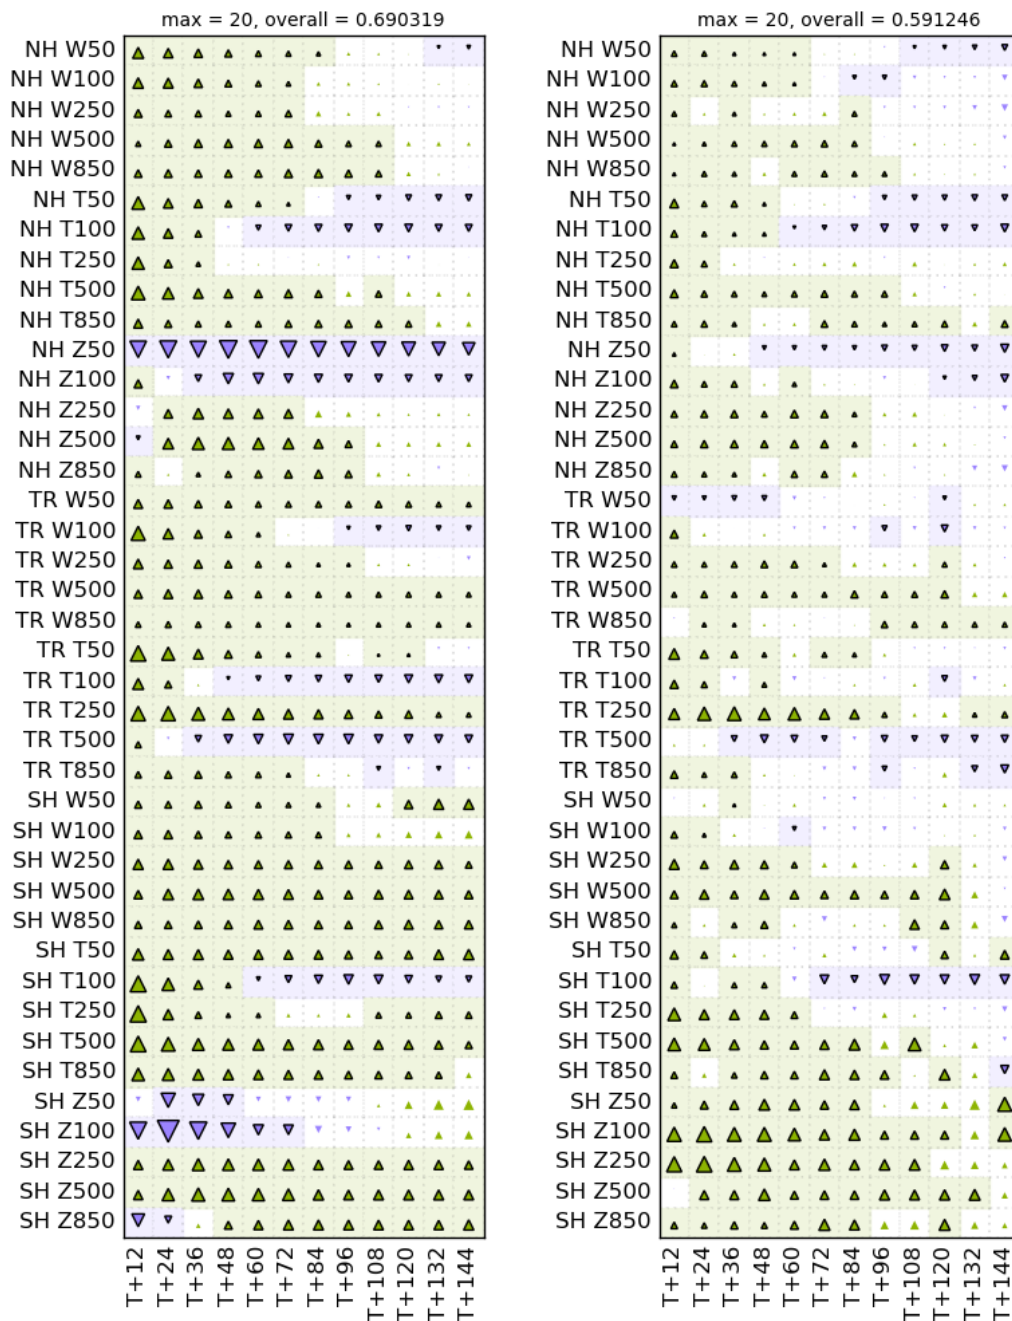 max = 20, overall = 0.690319
NH W50
NH W100
NH W250
NH W500
NH W850
NH T50
NH T100
NH T250
NH T500
NH T850
NH Z50
NH Z100
NH Z250
NH Z500
NH Z850
TR W50
TR W100
TR W250
TR W500
TR W850
TR T50
TR T100
TR T250
TR T500
TR T850
SH W50
SH W100
SH W250
SH W500
SH W850
SH T50
SH T100
SH T250
SH T500
SH T850
SH Z50
SH Z100
SH Z250
SH Z500
SH Z850
T+12
T+24
T+36
T+48
T+60
T+72
T+84
T+96
T+108
T+120
T+132
T+144
max = 20, overall = 0.591246
NH W50
NH W100
NH W250
NH W500
NH W850
NH T50
NH T100
NH T250
NH T500
NH T850
NH Z50
NH Z100
NH Z250
NH Z500
NH Z850
TR W50
TR W100
TR W250
TR W500
TR W850
TR T50
TR T100
TR T250
TR T500
TR T850
SH W50
SH W100
SH W250
SH W500
SH W850
SH T50
SH T100
SH T250
SH T500
SH T850
SH Z50
SH Z100
SH Z250
SH Z500
SH Z850
T+12
T+24
T+36
T+48
T+60
T+72
T+84
T+96
T+108
T+120
T+132
T+144